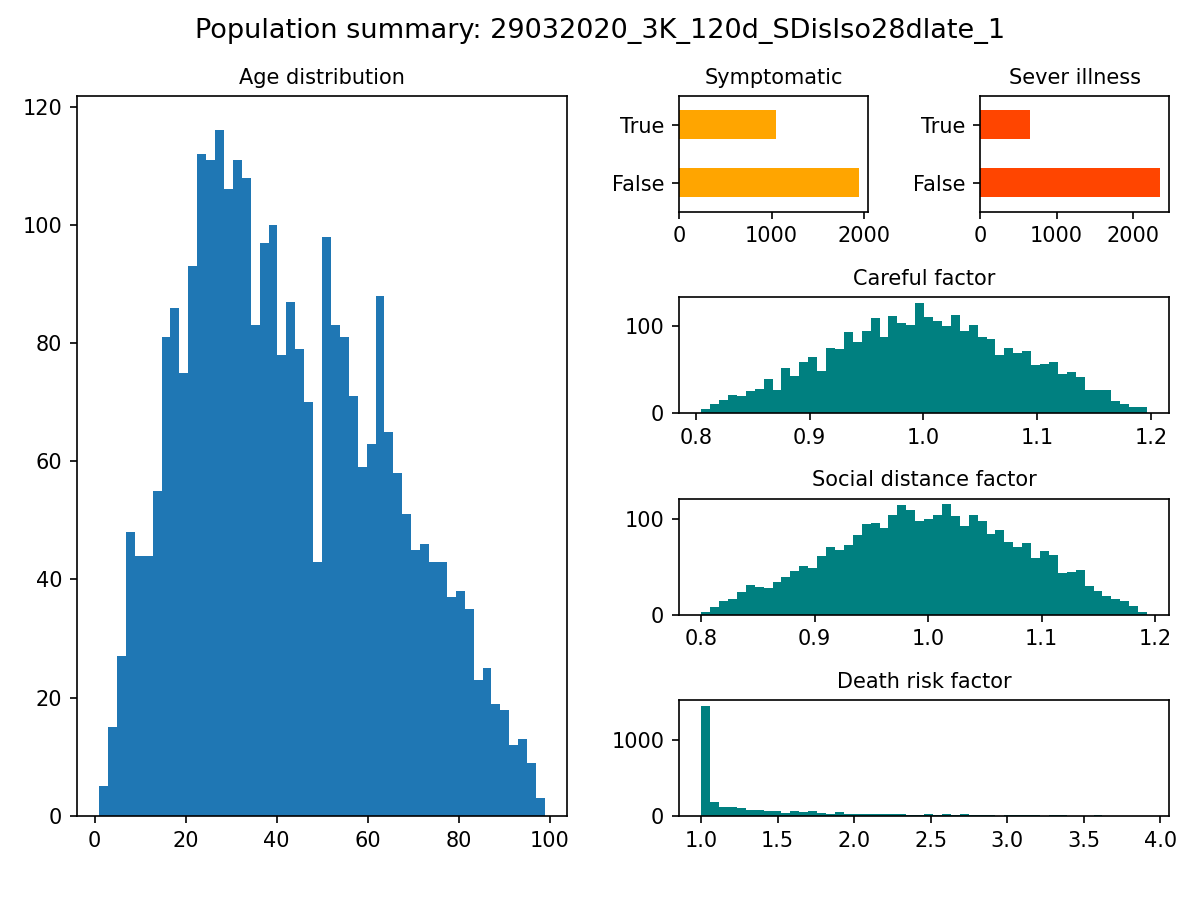 Population summary: 29032020_3K_120d_SDisIso28dlate_1
Age distribution
120
100
80
60
40
20
0
0 20 40 60 80 100
Symptomatic
True
False
0 1000 2000
Sever illness
True
False
0 1000 2000
Careful factor
100
0
0.8 0.9 1.0 1.1 1.2
Social distance factor
100
0
0.8 0.9 1.0 1.1 1.2
Death risk factor
1000
0
1.0 1.5 2.0 2.5 3.0 3.5 4.0